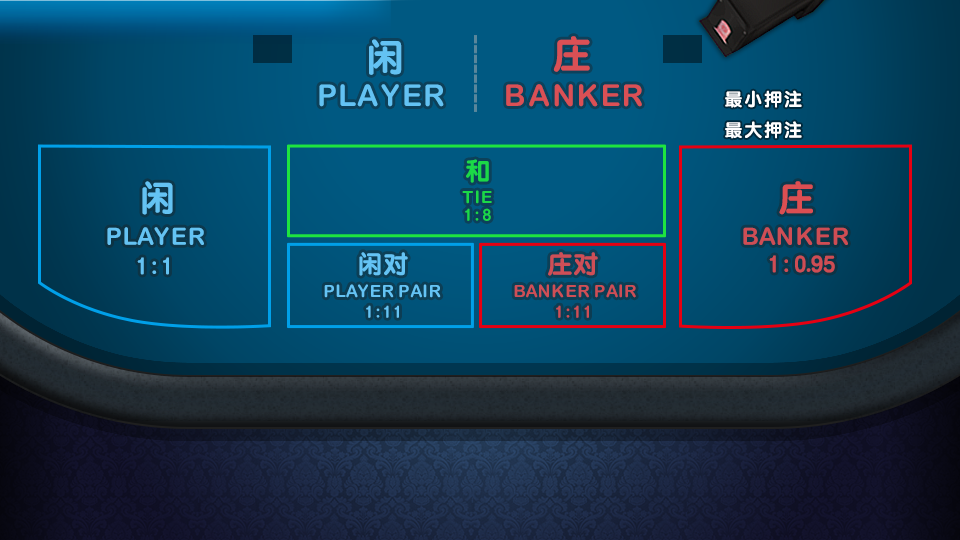 闲
PLAYER
庄
BANKER
最小押注
最大押注
闲
PLAYER
1:1
和
TIE
1:8
庄
BANKER
1:0.95
闲对
PLAYER PAIR
1:11
庄对
BANKER PAIR
1:11